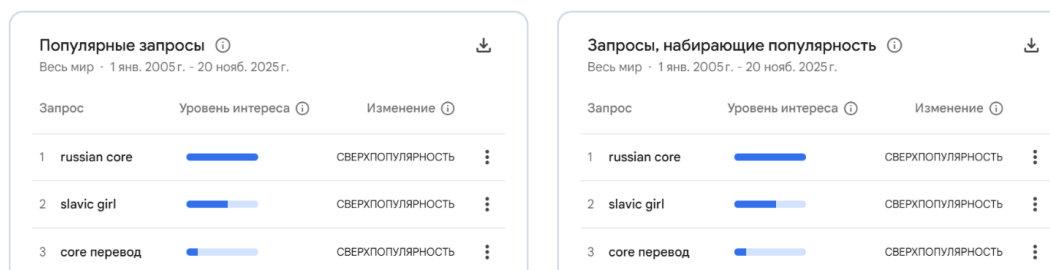 Популярные запросы
Весь мир · 1 янв. 2005 г. - 20 нояб. 2025 г.
Запрос Уровень интереса Изменение
1 russian core СВЕРХПОПУЛЯРНОСТЬ
2 slavic girl СВЕРХПОПУЛЯРНОСТЬ
3 core перевод СВЕРХПОПУЛЯРНОСТЬ
Запросы, набирающие популярность
Весь мир · 1 янв. 2005 г. - 20 нояб. 2025 г.
Запрос Уровень интереса Изменение
1 russian core СВЕРХПОПУЛЯРНОСТЬ
2 slavic girl СВЕРХПОПУЛЯРНОСТЬ
3 core перевод СВЕРХПОПУЛЯРНОСТЬ